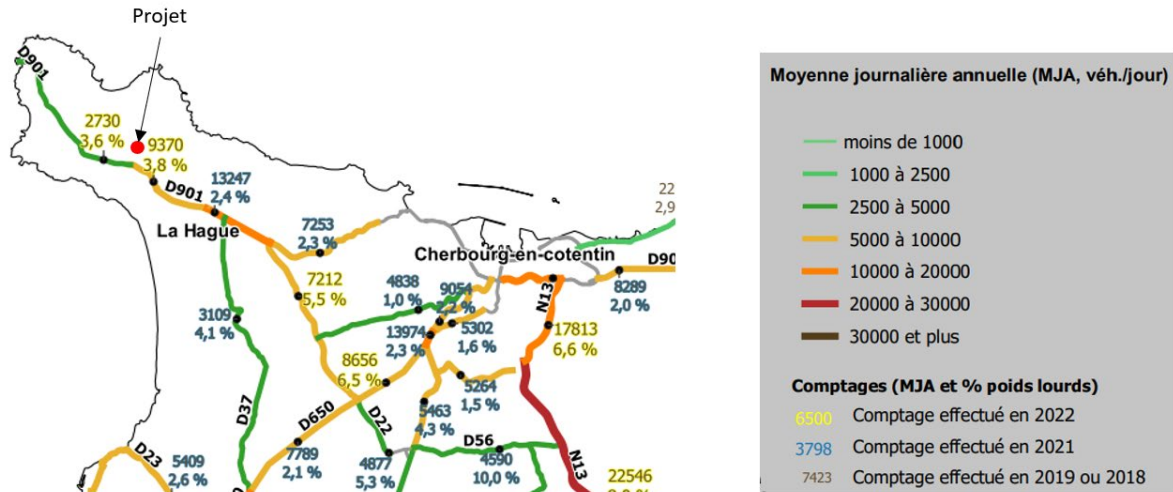 Projet
D901
2730
3,6 %
9370
3,8 %
D901
13247
2,4 %
La Hague
7253
2,3 %
22
2,9
Cherbourg-en-cotentin
D90
8289
2,0 %
7212
5,5 %
4838
1,0 %
9054
2,2 %
N13
3109
4,1 %
13974
2,3 %
5302
1,6 %
17813
6,6 %
8656
6,5 %
5264
1,5 %
D37
D650
D22
5463
4,3 %
D23
5409
2,6 %
7789
2,1 %
4877
5,3 %
D56
4590
10,0 %
N13
22546
Moyenne journalière annuelle (MJA, véh./jour)
moins de 1000
1000 à 2500
2500 à 5000
5000 à 10000
10000 à 20000
20000 à 30000
30000 et plus
Comptages (MJA et % poids lourds)
6500 Comptage effectué en 2022
3798 Comptage effectué en 2021
7423 Comptage effectué en 2019 ou 2018